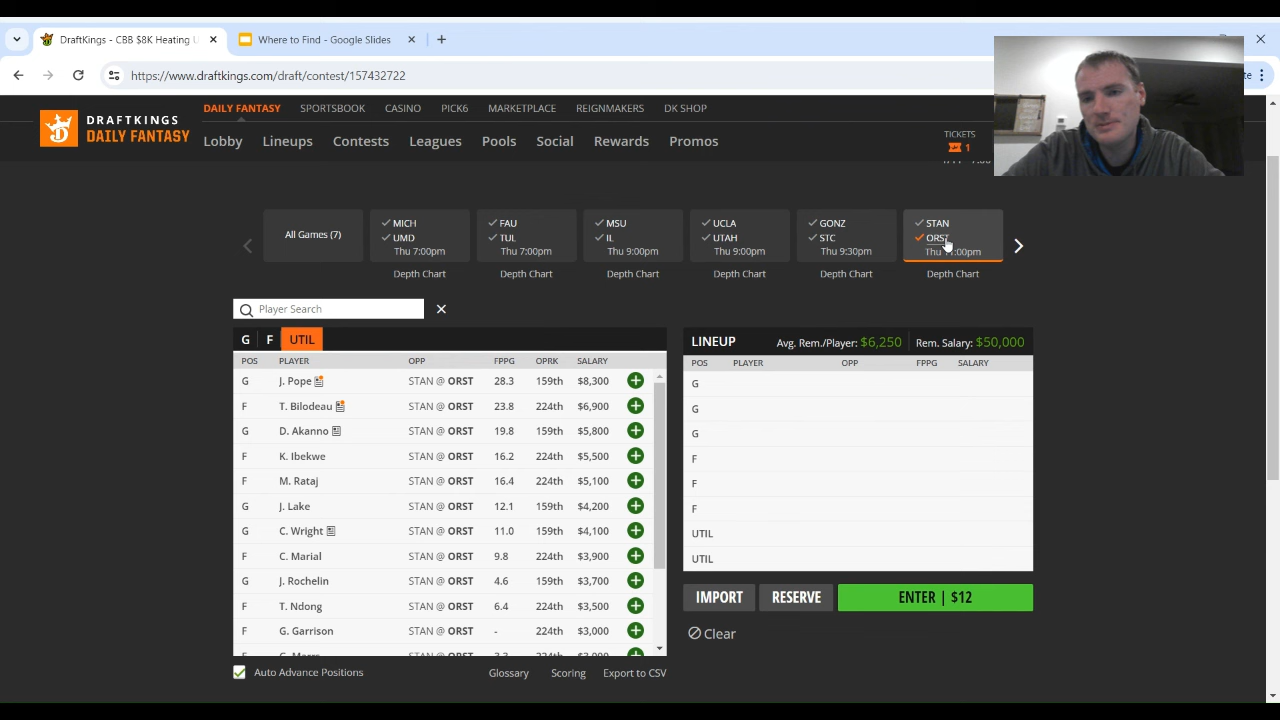 DraftKings - CBB $8K Heating U
Where to Find - Google Slides
https://www.draftkings.com/draft/contest/157432722
DAILY FANTASY SPORTSBOOK CASINO PICK6 MARKETPLACE REIGNMAKERS DK SHOP
DRAFTKINGS
DAILY FANTASY
Lobby Lineups Contests Leagues Pools Social Rewards Promos
TICKETS
1
All Games (7)
MICH
UMD
Thu 7:00pm
Depth Chart
FAU
TUL
Thu 7:00pm
Depth Chart
MSU
IL
Thu 9:00pm
Depth Chart
UCLA
UTAH
Thu 9:00pm
Depth Chart
GONZ
STC
Thu 9:30pm
Depth Chart
STAN
ORST
Thu 11:00pm
Depth Chart
Player Search
G F UTIL
POS PLAYER OPP FPPG OPRK SALARY
G J. Pope STAN @ ORST 28.3 159th $8,300
F T. Bilodeau STAN @ ORST 23.8 224th $6,900
G D. Akanno STAN @ ORST 19.8 159th $5,800
F K. Ibekwe STAN @ ORST 16.2 224th $5,500
F M. Rataj STAN @ ORST 16.4 224th $5,100
G J. Lake STAN @ ORST 12.1 159th $4,200
G C. Wright STAN @ ORST 11.0 159th $4,100
F C. Marial STAN @ ORST 9.8 224th $3,900
G J. Rochelin STAN @ ORST 4.6 159th $3,700
F T. Ndong STAN @ ORST 6.4 224th $3,500
F G. Garrison STAN @ ORST - 224th $3,000
Auto Advance Positions
Glossary Scoring Export to CSV
LINEUP Avg. Rem./Player: $6,250 Rem. Salary: $50,000
POS PLAYER OPP FPPG SALARY
G
G
G
F
F
F
UTIL
UTIL
IMPORT RESERVE ENTER | $12
Clear